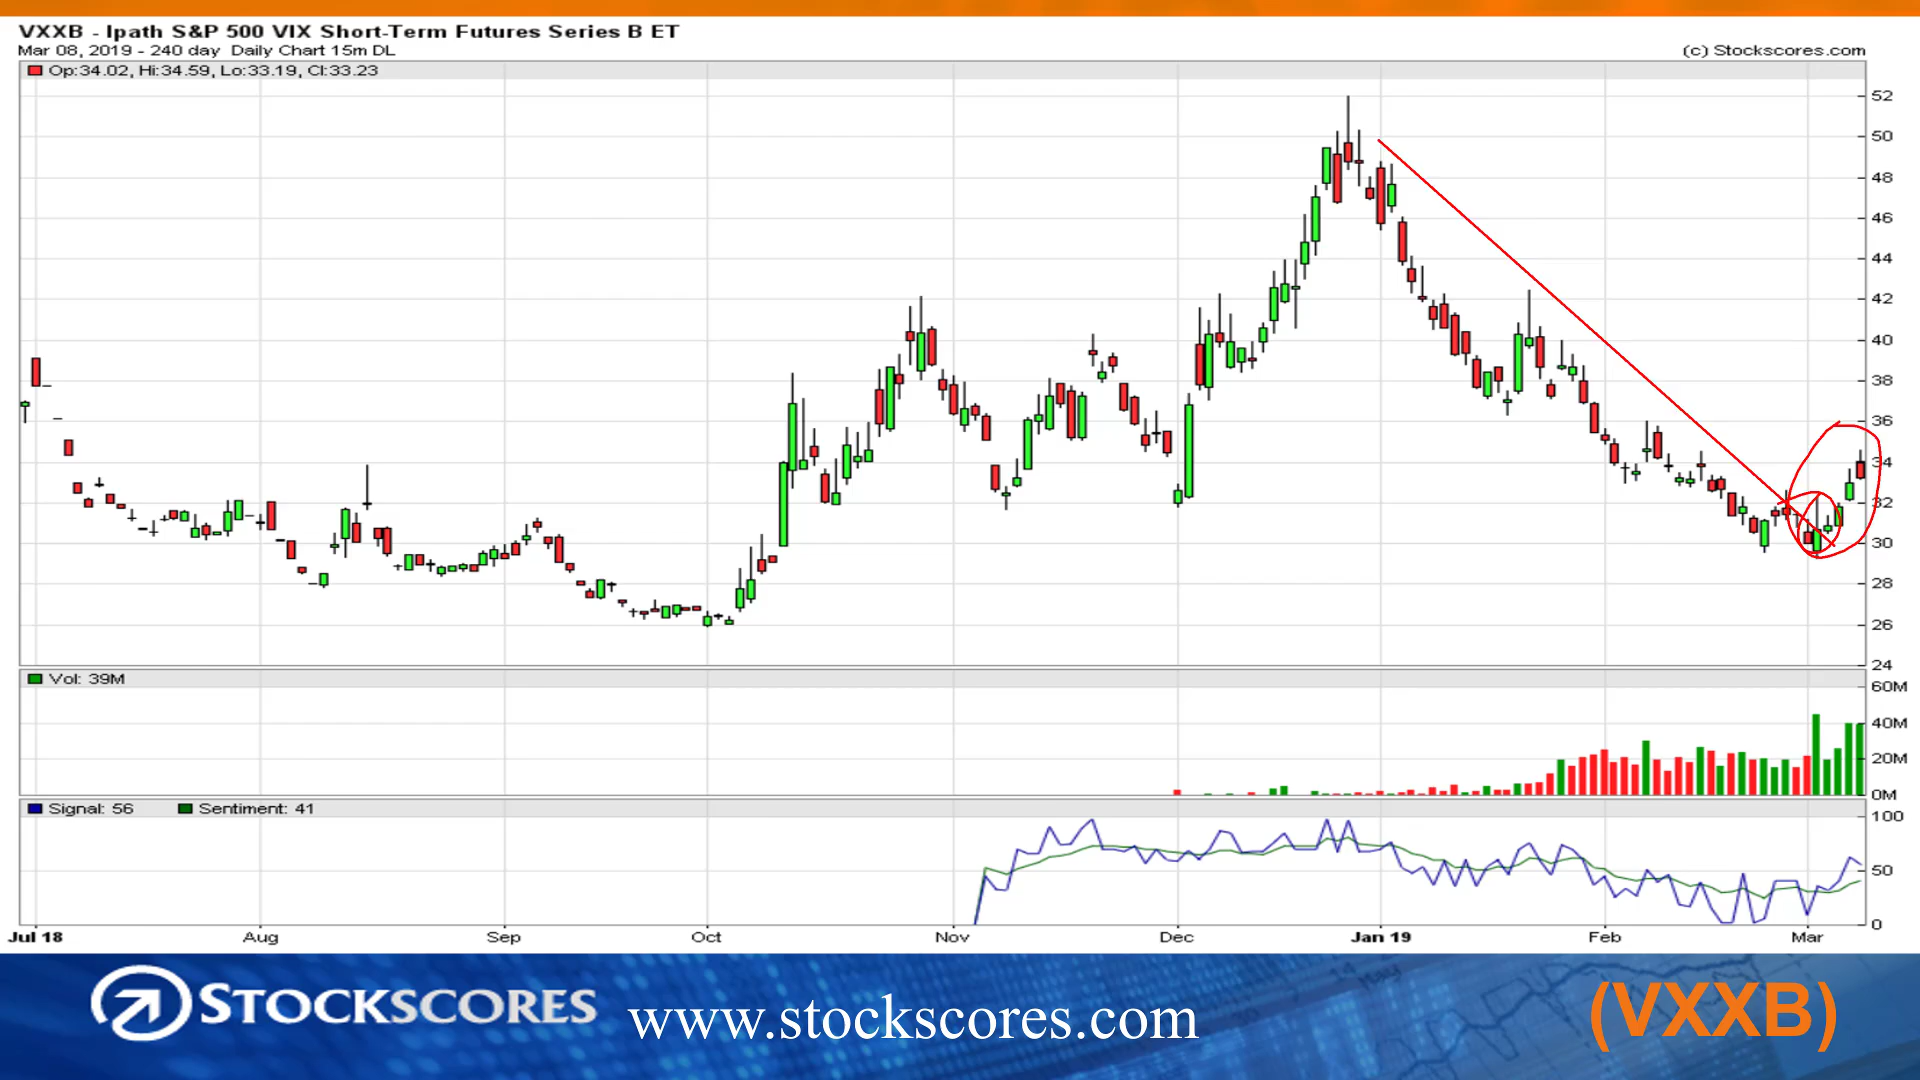 VXXB - Ipath S&P 500 VIX Short-Term Futures Series B ET
Mar 08, 2019 - 240 day Daily Chart 15m DL
(c) Stockscores.com
Op:34.02, Hi:34.59, Lo:33.19, Cl:33.23
52
50
48
46
44
42
40
38
36
34
32
30
28
26
24
Vol: 39M
60M
40M
20M
0M
Signal: 56 Sentiment: 41
100
50
0
Jul 18 Aug Sep Oct Nov Dec Jan 19 Feb Mar
STOCKSCORES www.stockscores.com (VXXB)